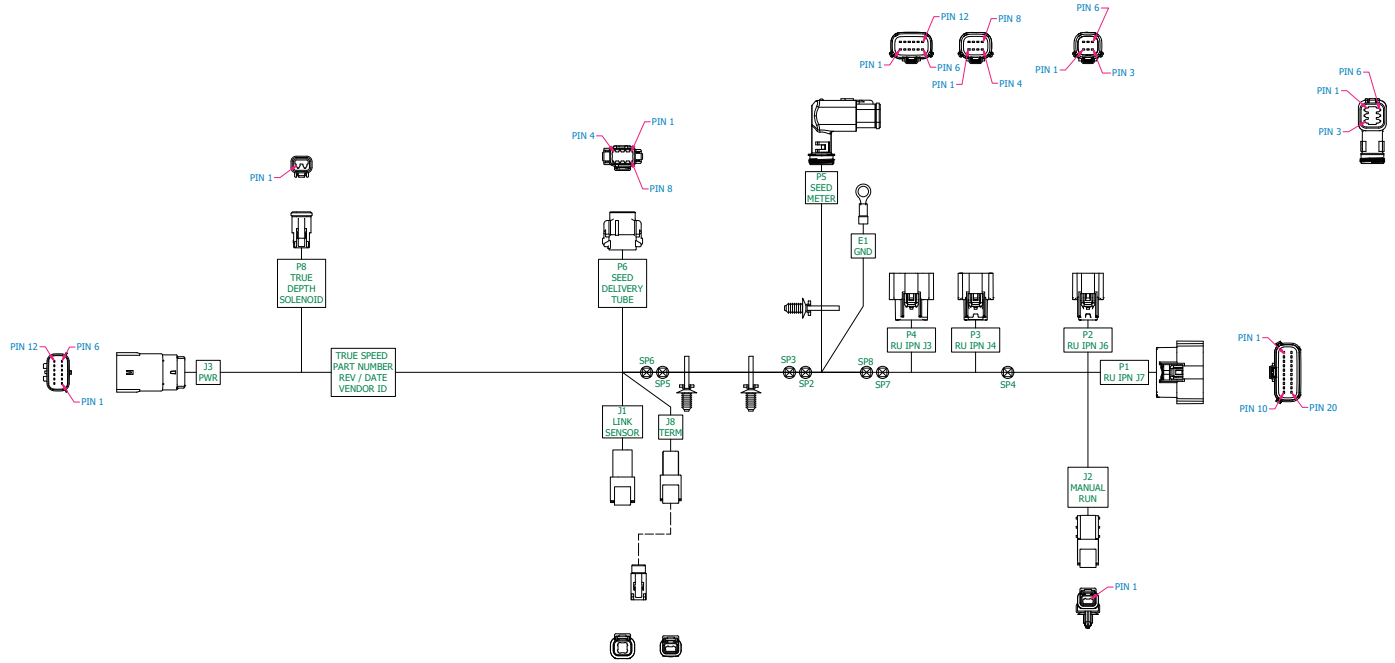 PIN 6
PIN 12
PIN 8
PIN 1
PIN 6
PIN 1
PIN 4
PIN 1
PIN 3
PIN 6
PIN 1
PIN 3
PIN 4
PIN 1
PIN 8
PIN 1
P5
SEED
METER
E1
GND
P8
TRUE
DEPTH
SOLENOID
P6
SEED
DELIVERY
TUBE
P4
RU IPN J3
P3
RU IPN J4
P2
RU IPN J6
PIN 12
PIN 6
PIN 1
J3
PWR
TRUE SPEED
PART NUMBER
REV / DATE
VENDOR ID
SP6
SP5
SP3
SP2
SP8
SP7
SP4
P1
RU IPN J7
PIN 1
PIN 10
PIN 20
J1
LINK
SENSOR
J8
TERM
J2
MANUAL
RUN
PIN 1